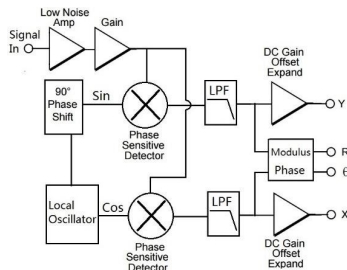 Low Noise
Amp
Gain
Signal
In
DC Gain
Offset
Expand
90°
Phase
Shift
Sin
LPF
Y
Phase
Sensitive
Detector
Modulus
Phase
R
θ
Local
Oscillator
Cos
LPF
X
Phase
Sensitive
Detector
DC Gain
Offset
Expand